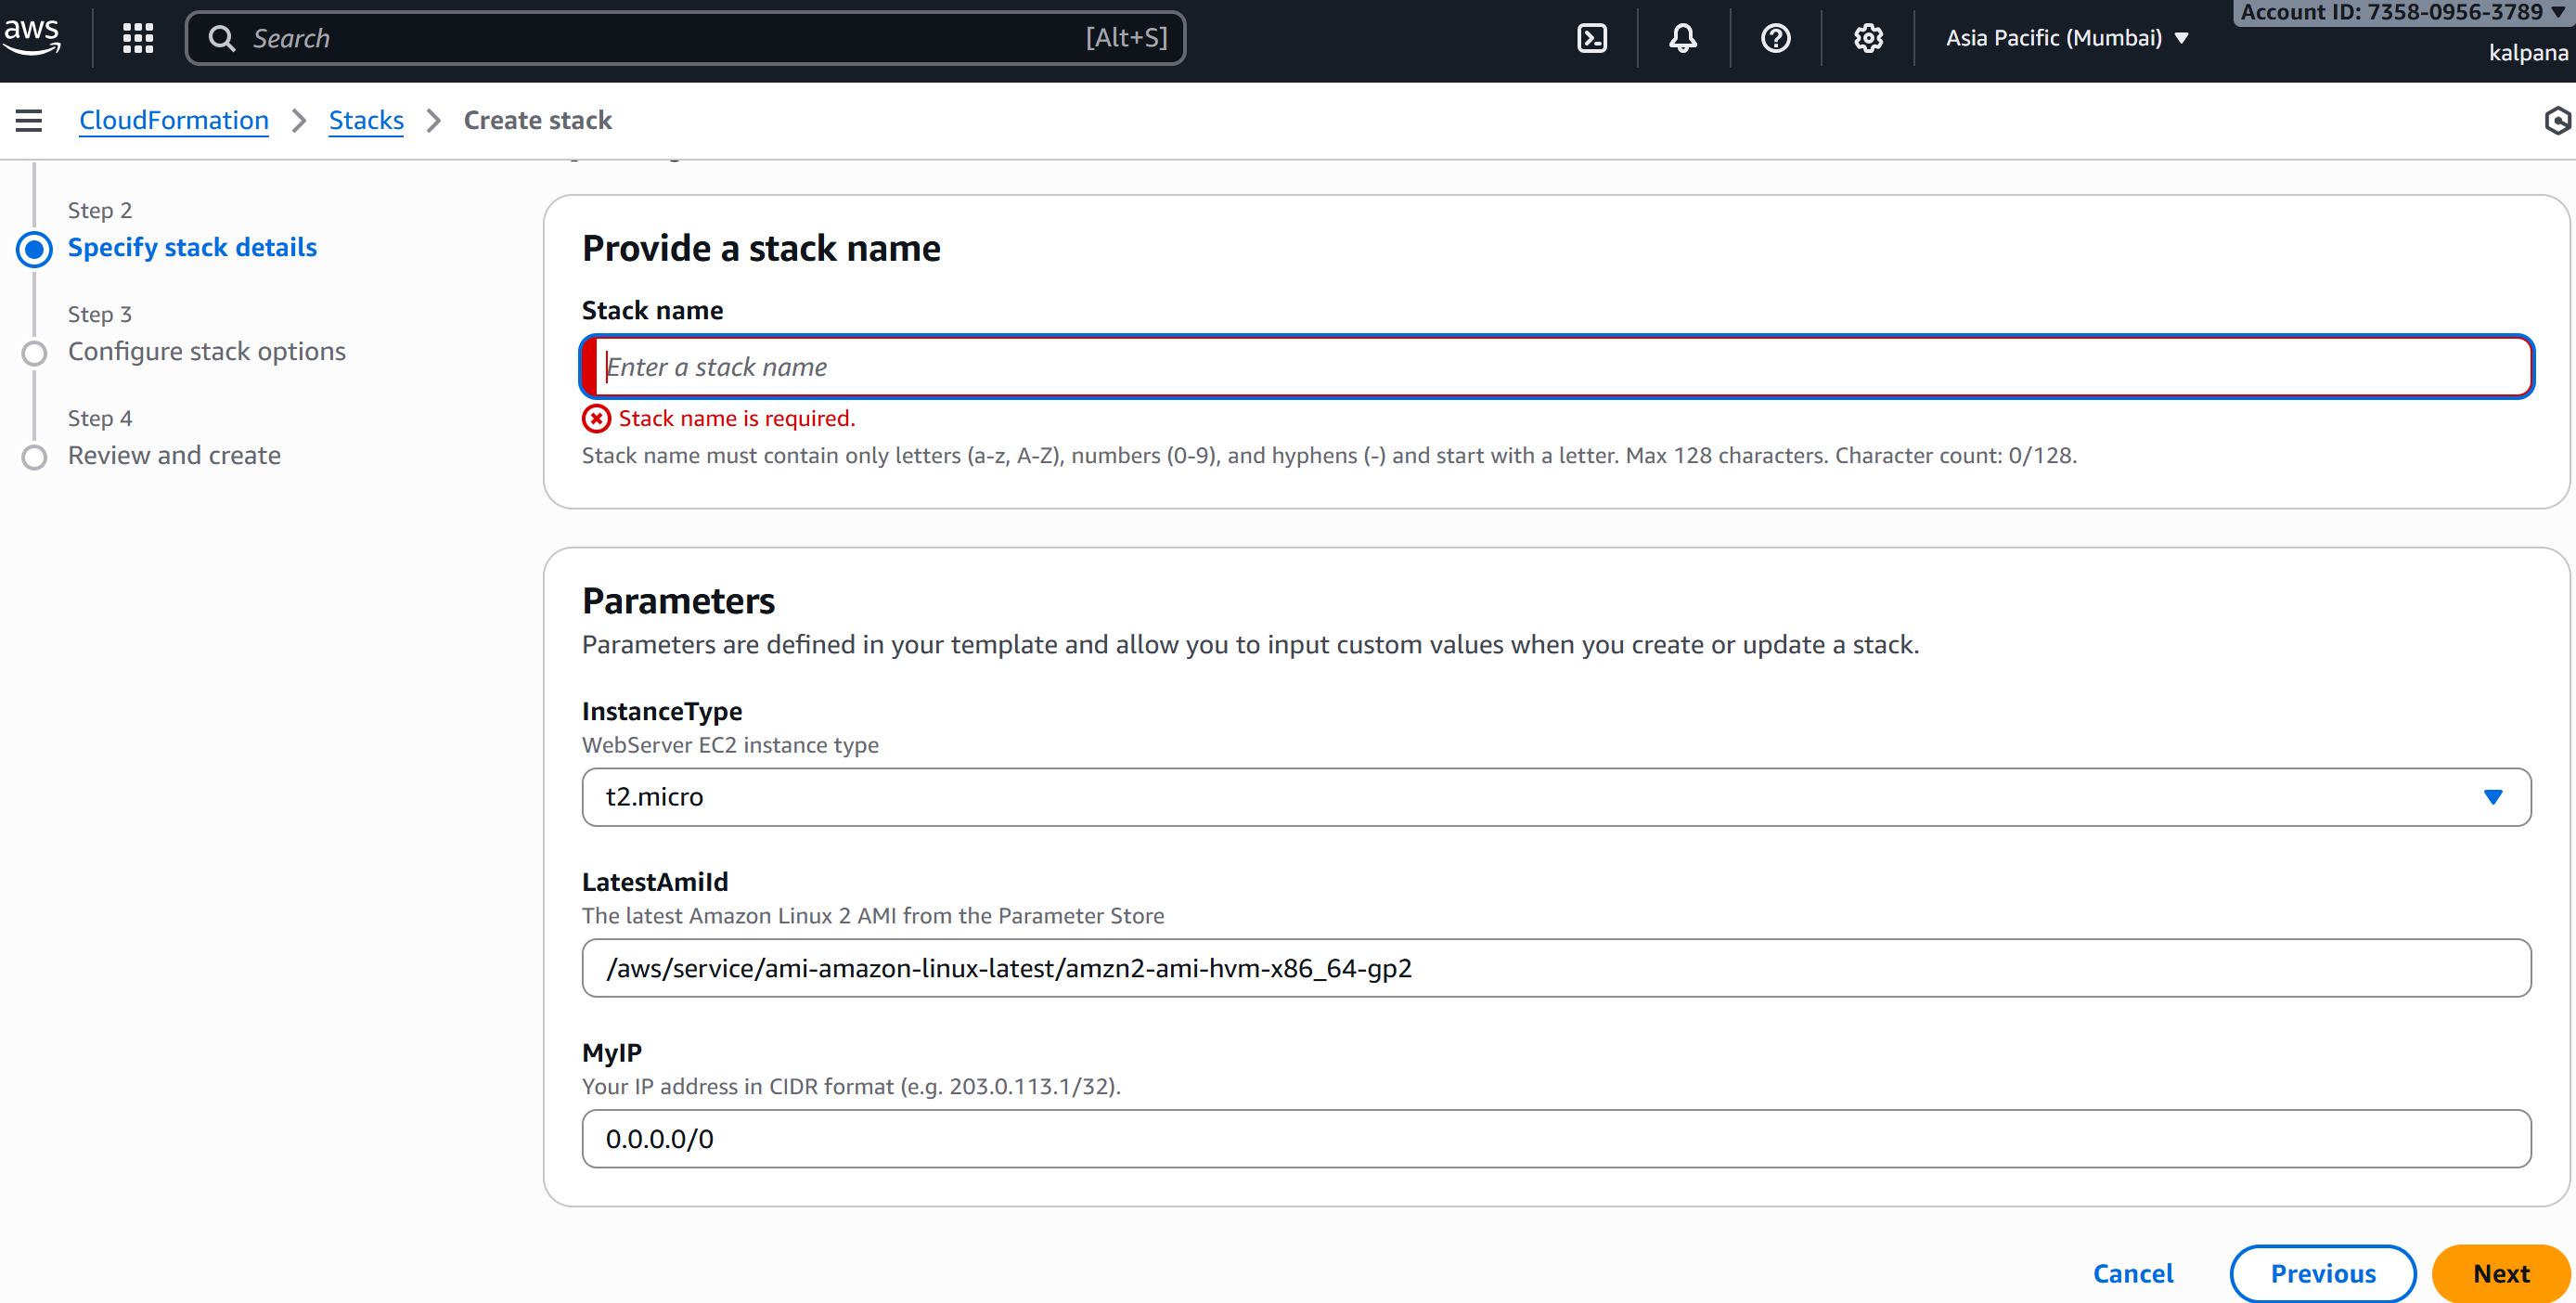 aws
Search
[Alt+S]
Asia Pacific (Mumbai)
Account ID: 7358-0956-3789
kalpana
CloudFormation
Stacks
Create stack
Step 2
Specify stack details
Step 3
Configure stack options
Step 4
Review and create
Provide a stack name
Stack name
Enter a stack name
Stack name is required.
Stack name must contain only letters (a-z, A-Z), numbers (0-9), and hyphens (-) and start with a letter. Max 128 characters. Character count: 0/128.
Parameters
Parameters are defined in your template and allow you to input custom values when you create or update a stack.
InstanceType
WebServer EC2 instance type
t2.micro
LatestAmiId
The latest Amazon Linux 2 AMI from the Parameter Store
/aws/service/ami-amazon-linux-latest/amzn2-ami-hvm-x86_64-gp2
MyIP
Your IP address in CIDR format (e.g. 203.0.113.1/32).
0.0.0.0/0
Cancel
Previous
Next